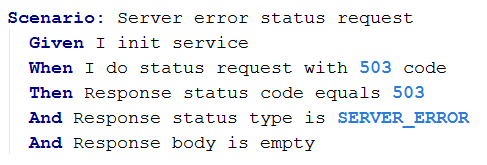 Scenario: Server error status request
Given I init service
When I do status request with 503 code
Then Response status code equals 503
And Response status type is SERVER_ERROR
And Response body is empty